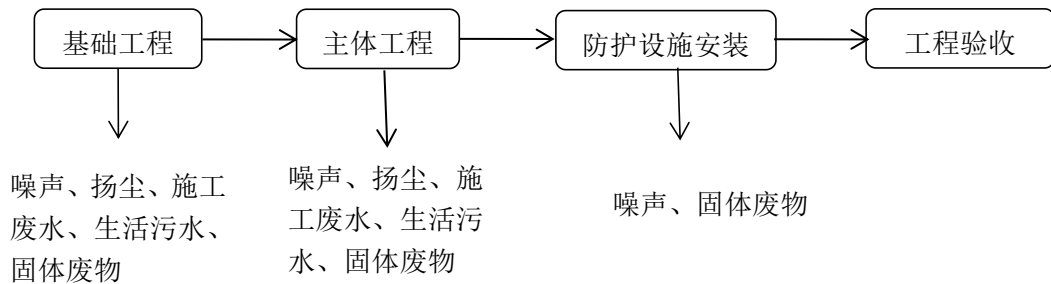 基础工程
主体工程
防护设施安装
工程验收
噪声、扬尘、施工
废水、生活污水、
固体废物
噪声、扬尘、施
工废水、生活污
水、固体废物
噪声、固体废物